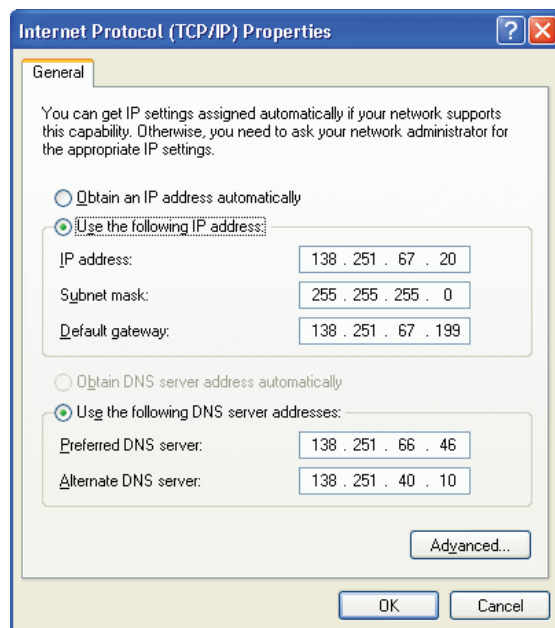 Internet Protocol (TCP/IP) Properties
General
You can get IP settings assigned automatically if your network supports
this capability. Otherwise, you need to ask your network administrator for
the appropriate IP settings.
Obtain an IP address automatically
Use the following IP address:
IP address: 138 . 251 . 67 . 20
Subnet mask: 255 . 255 . 255 . 0
Default gateway: 138 . 251 . 67 . 199
Obtain DNS server address automatically
Use the following DNS server addresses:
Preferred DNS server: 138 . 251 . 66 . 46
Alternate DNS server: 138 . 251 . 40 . 10
Advanced...
OK Cancel